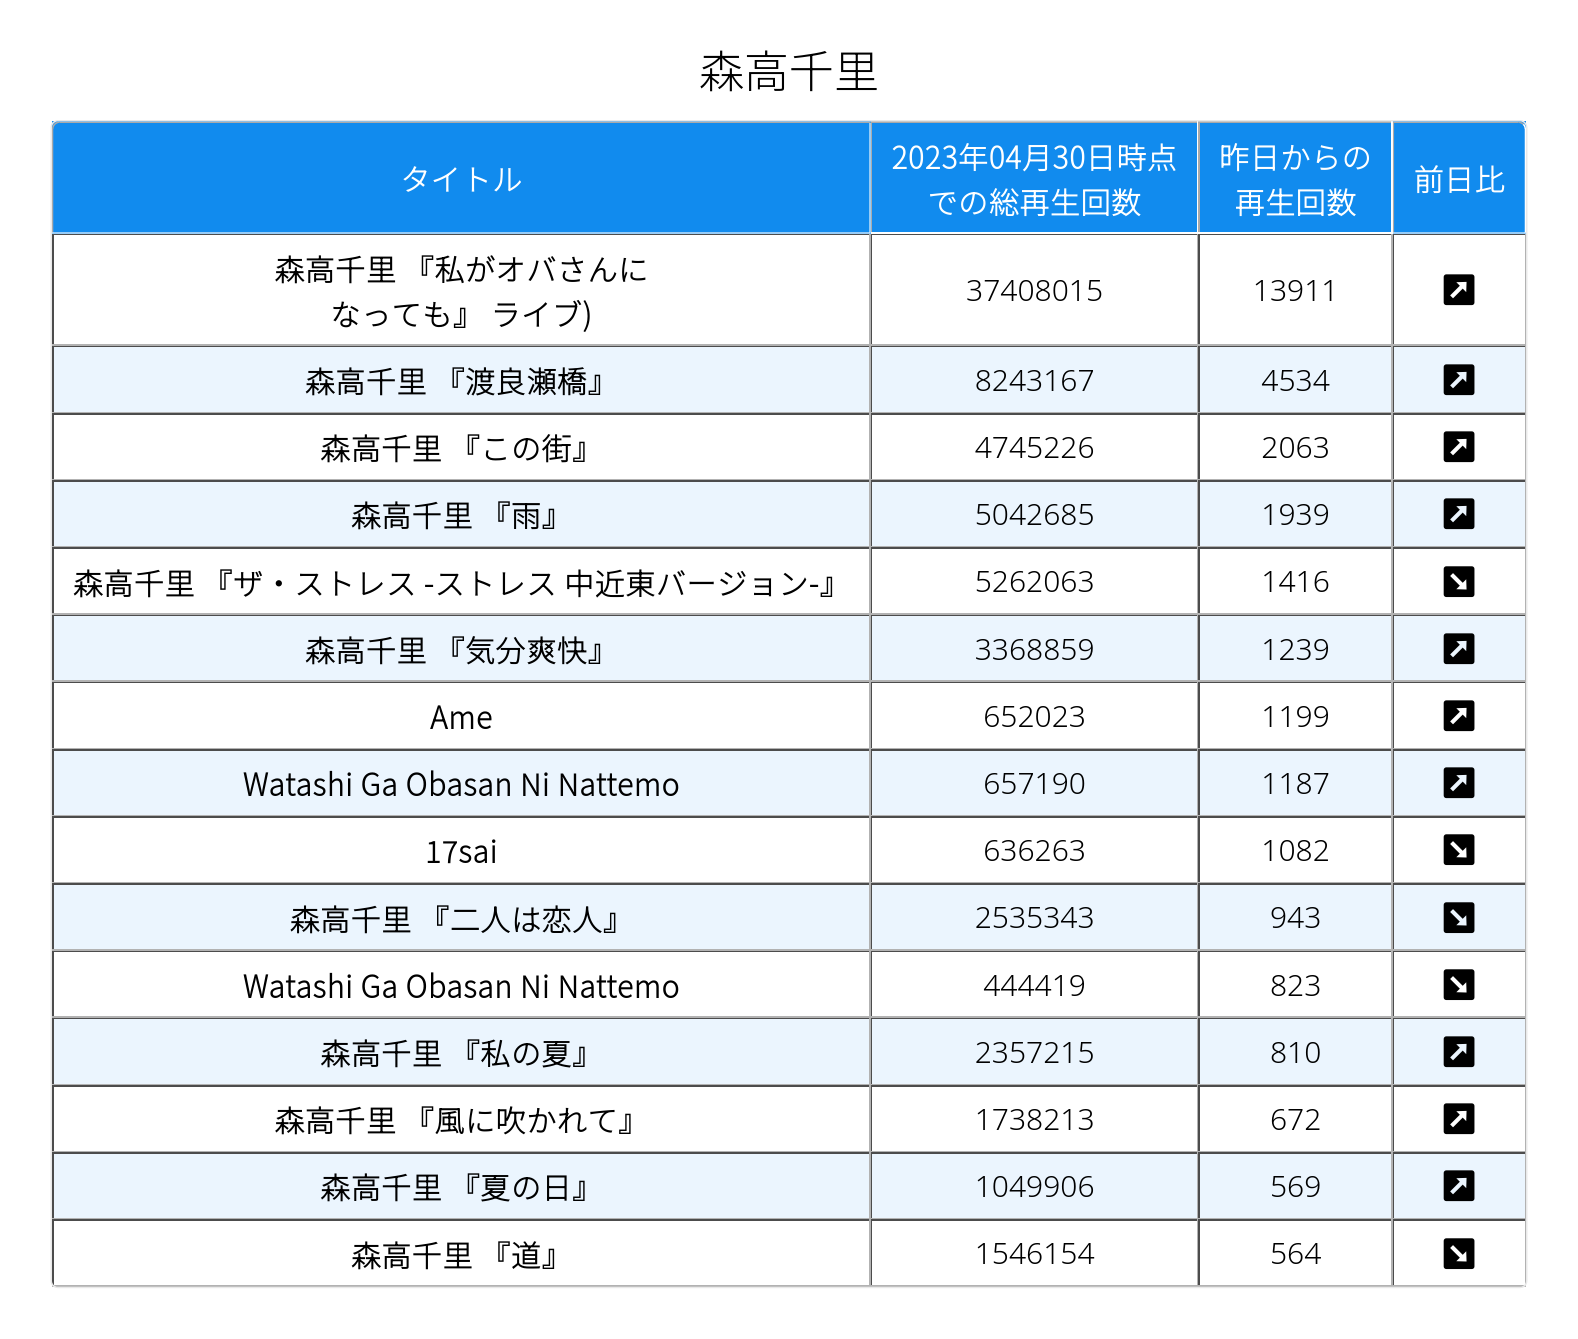 森高千里
タイトル
2023年04月30日時点
での総再生回数
昨日からの
再生回数
前日比
森高千里 『私がオバさんに
なっても』 ライブ)
37408015
13911
森高千里 『渡良瀬橋』
8243167
4534
森高千里 『この街』
4745226
2063
森高千里 『雨』
5042685
1939
森高千里 『ザ・ストレス -ストレス 中近東バージョン-』
5262063
1416
森高千里 『気分爽快』
3368859
1239
Ame
652023
1199
Watashi Ga Obasan Ni Nattemo
657190
1187
17sai
636263
1082
森高千里 『二人は恋人』
2535343
943
Watashi Ga Obasan Ni Nattemo
444419
823
森高千里 『私の夏』
2357215
810
森高千里 『風に吹かれて』
1738213
672
森高千里 『夏の日』
1049906
569
森高千里 『道』
1546154
564